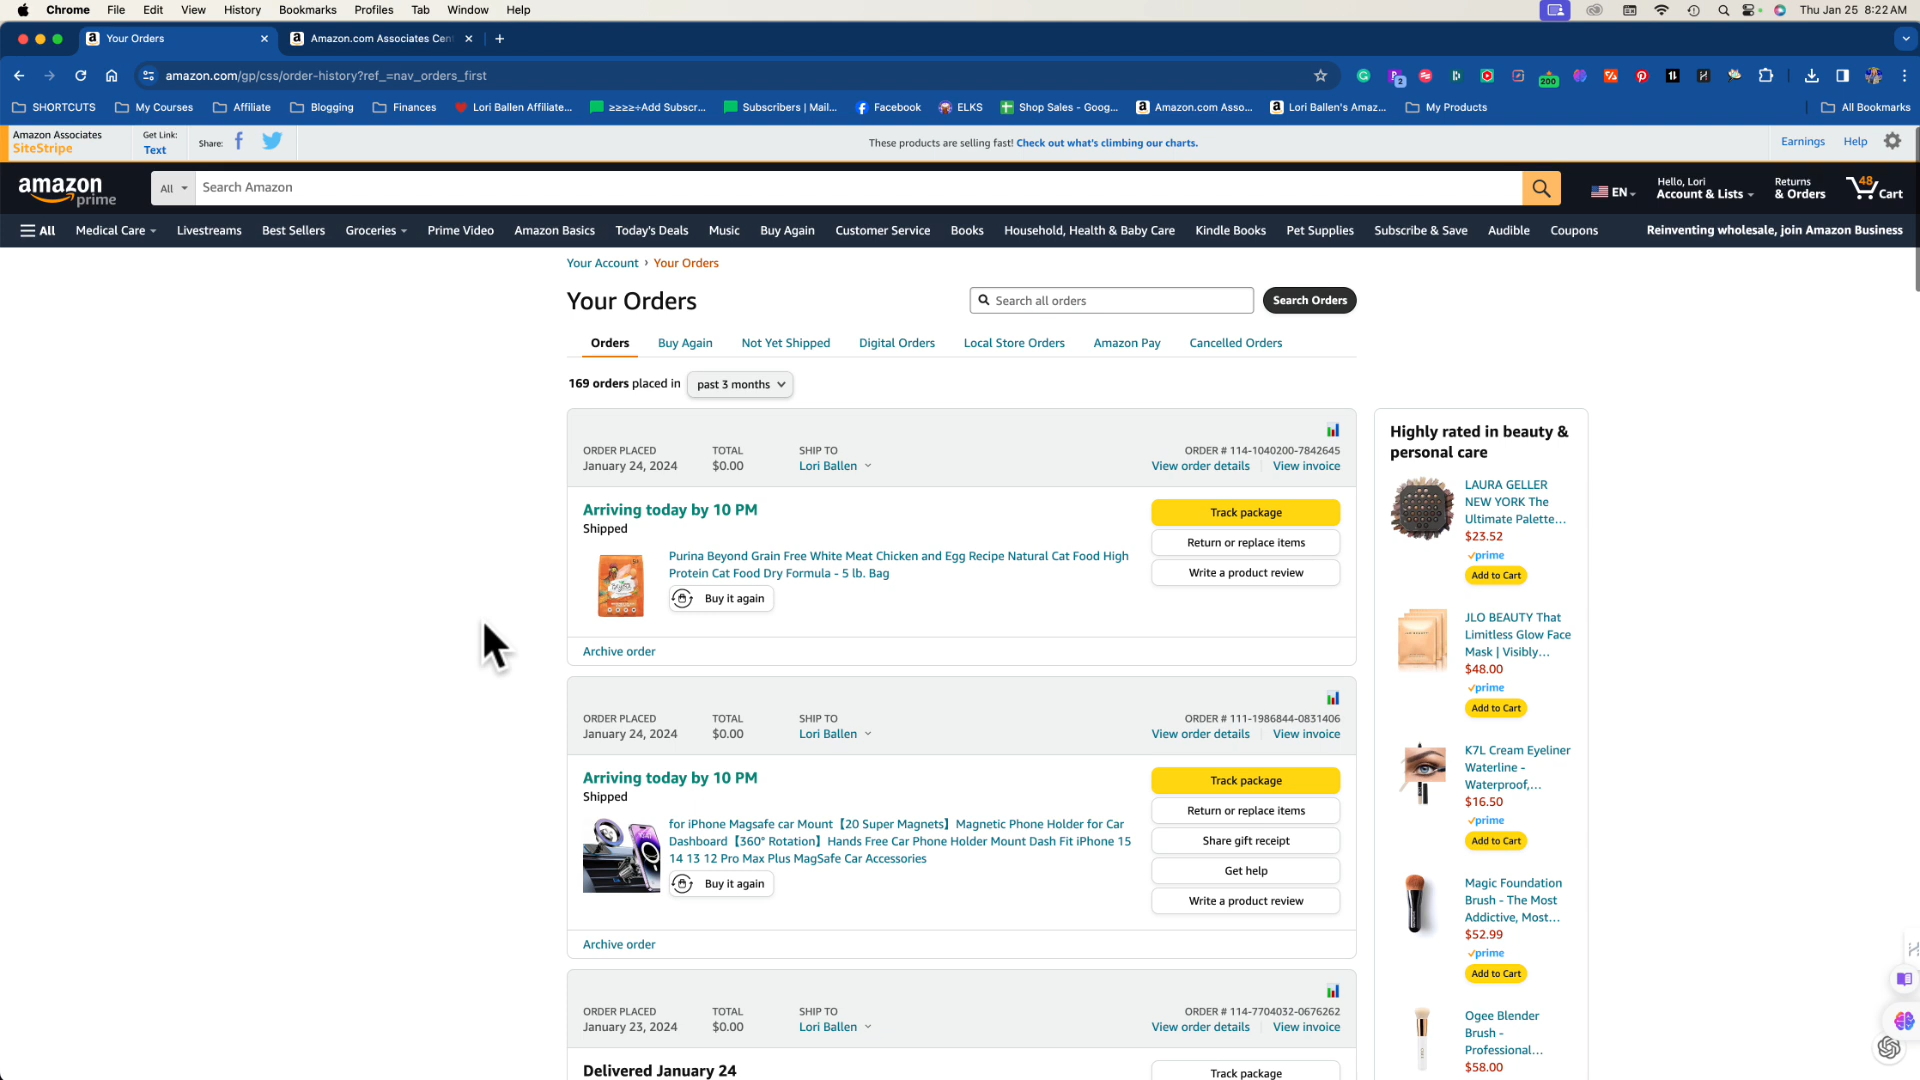 Chrome File Edit View History Bookmarks Profiles Tab Window Help Thu Jan 25 8:22 AM
Your Orders Amazon.com Associates Cen
amazon.com/gp/css/order-history?ref_=nav_orders_first 2 200
SHORTCUTS My Courses Affiliate Blogging Finances Lori Ballen Affiliate... ≥≥≥≥÷Add Subscr... Subscribers | Mail... Facebook ELKS Shop Sales - Goog... Amazon.com Asso... Lori Ballen's Amaz... My Products All Bookmarks
Amazon Associates
SiteStripe
Get Link:
Text
Share:
These products are selling fast! Check out what's climbing our charts.
Earnings Help
amazon prime
All Search Amazon
EN
Hello, Lori
Account & Lists
Returns
& Orders
48 Cart
All Medical Care Livestreams Best Sellers Groceries Prime Video Amazon Basics Today's Deals Music Buy Again Customer Service Books Household, Health & Baby Care Kindle Books Pet Supplies Subscribe & Save Audible Coupons Reinventing wholesale, join Amazon Business
Your Account › Your Orders
Your Orders
Search all orders Search Orders
Orders Buy Again Not Yet Shipped Digital Orders Local Store Orders Amazon Pay Cancelled Orders
169 orders placed in past 3 months
ORDER PLACED TOTAL SHIP TO ORDER # 114-1040200-7842645
January 24, 2024 $0.00 Lori Ballen View order details View invoice
Arriving today by 10 PM
Shipped
Purina Beyond Grain Free White Meat Chicken and Egg Recipe Natural Cat Food High
Protein Cat Food Dry Formula - 5 lb. Bag
Buy it again
Track package
Return or replace items
Write a product review
Archive order
ORDER PLACED TOTAL SHIP TO ORDER # 111-1986844-0831406
January 24, 2024 $0.00 Lori Ballen View order details View invoice
Arriving today by 10 PM
Shipped
for iPhone Magsafe car Mount【20 Super Magnets】Magnetic Phone Holder for Car
Dashboard【360° Rotation】Hands Free Car Phone Holder Mount Dash Fit iPhone 15
14 13 12 Pro Max Plus MagSafe Car Accessories
Buy it again
Track package
Return or replace items
Share gift receipt
Get help
Write a product review
Archive order
ORDER PLACED TOTAL SHIP TO ORDER # 114-7704032-0676262
January 23, 2024 $0.00 Lori Ballen View order details View invoice
Delivered January 24
Track package
Highly rated in beauty &
personal care
LAURA GELLER
NEW YORK The
Ultimate Palette...
$23.52
prime
Add to Cart
JLO BEAUTY That
Limitless Glow Face
Mask | Visibly...
$48.00
prime
Add to Cart
K7L Cream Eyeliner
Waterline -
Waterproof,...
$16.50
prime
Add to Cart
Magic Foundation
Brush - The Most
Addictive, Most...
$52.99
prime
Add to Cart
Ogee Blender
Brush -
Professional...
$58.00